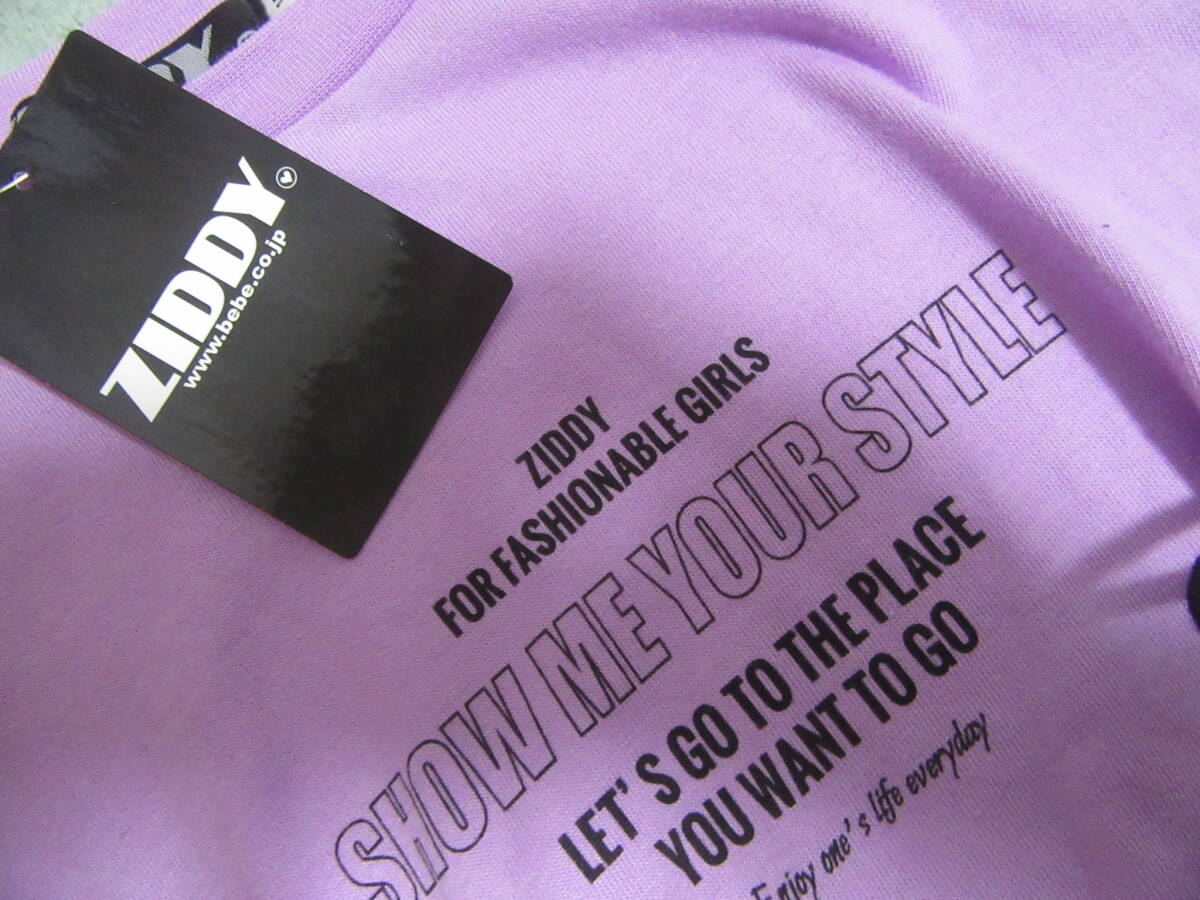 ZIDDY
www.bebe.co.jp
ZIDDY
FOR FASHIONABLE GIRLS
SHOW ME YOUR STYLE
LET'S GO TO THE PLACE
YOU WANT TO GO
Enjoy one's life everyday